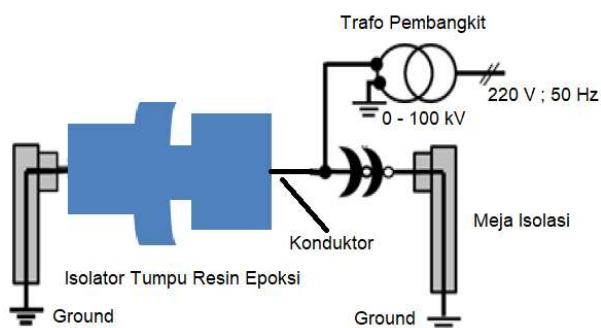 Trafo Pembangkit
220 V ; 50 Hz
0 - 100 kV
Konduktor
Meja Isolasi
Isolator Tumpu Resin Epoksi
Ground
Ground